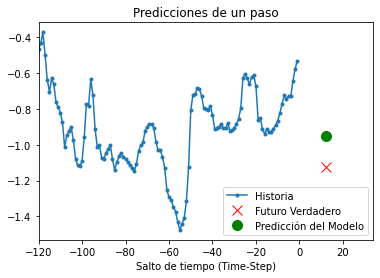 Predicciones de un paso
−0.4
−0.6
−0.8
−1.0
−1.2
−1.4
Historia
Futuro Verdadero
Predicción del Modelo
−120 −100 −80 −60 −40 −20 0 20
Salto de tiempo (Time-Step)